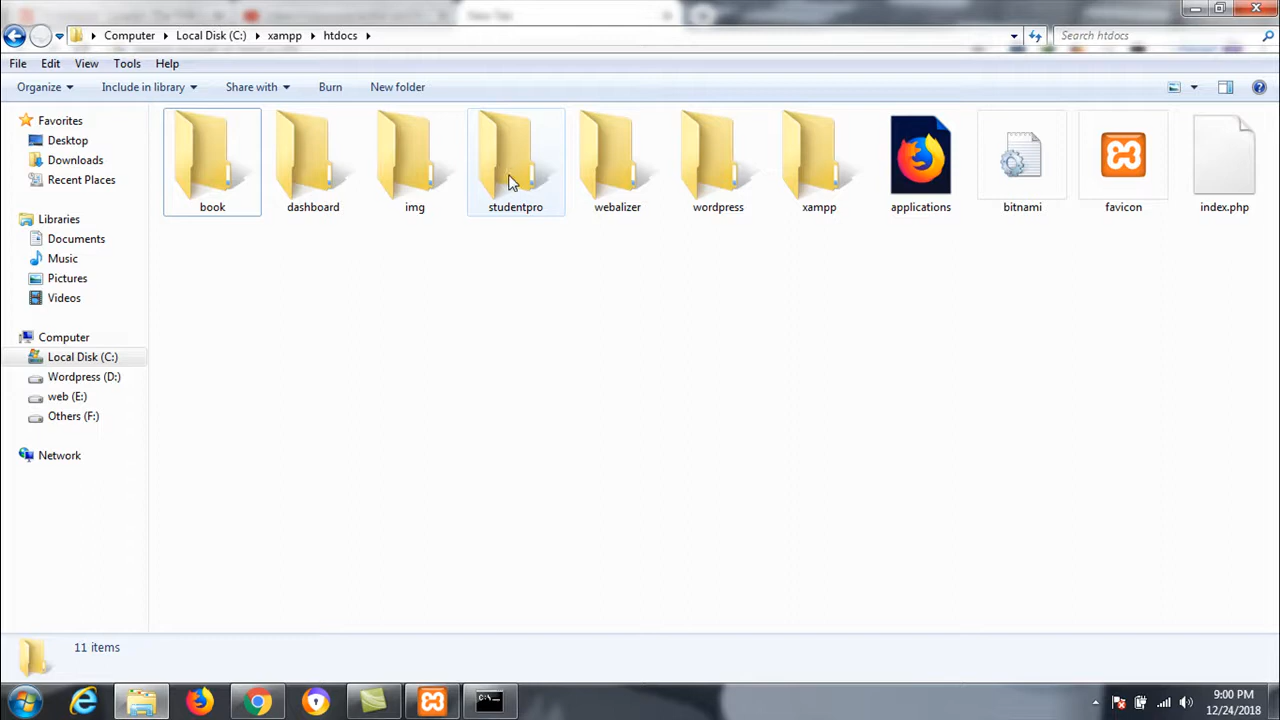 Computer Local Disk (C:) xampp htdocs
Search htdocs
File Edit View Tools Help
Organize Include in library Share with Burn New folder
Favorites
Desktop
Downloads
Recent Places
Libraries
Documents
Music
Pictures
Videos
Computer
Local Disk (C:)
Wordpress (D:)
web (E:)
Others (F:)
Network
book dashboard img studentpro webalizer wordpress xampp applications bitnami favicon index.php
11 items
C:\
9:00 PM
12/24/2018